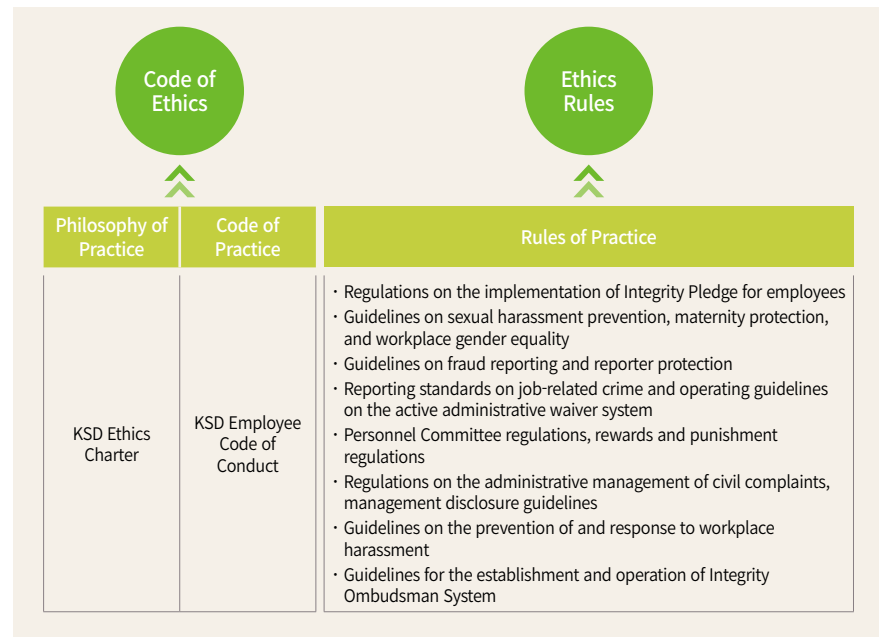 Code of
Ethics
Ethics
Rules
Philosophy of
Practice
Code of
Practice
Rules of Practice
KSD Ethics
Charter
KSD Employee
Code of
Conduct
· Regulations on the implementation of Integrity Pledge for employees
· Guidelines on sexual harassment prevention, maternity protection,
and workplace gender equality
· Guidelines on fraud reporting and reporter protection
· Reporting standards on job-related crime and operating guidelines
on the active administrative waiver system
· Personnel Committee regulations, rewards and punishment
regulations
· Regulations on the administrative management of civil complaints,
management disclosure guidelines
· Guidelines on the prevention of and response to workplace
harassment
· Guidelines for the establishment and operation of Integrity
Ombudsman System